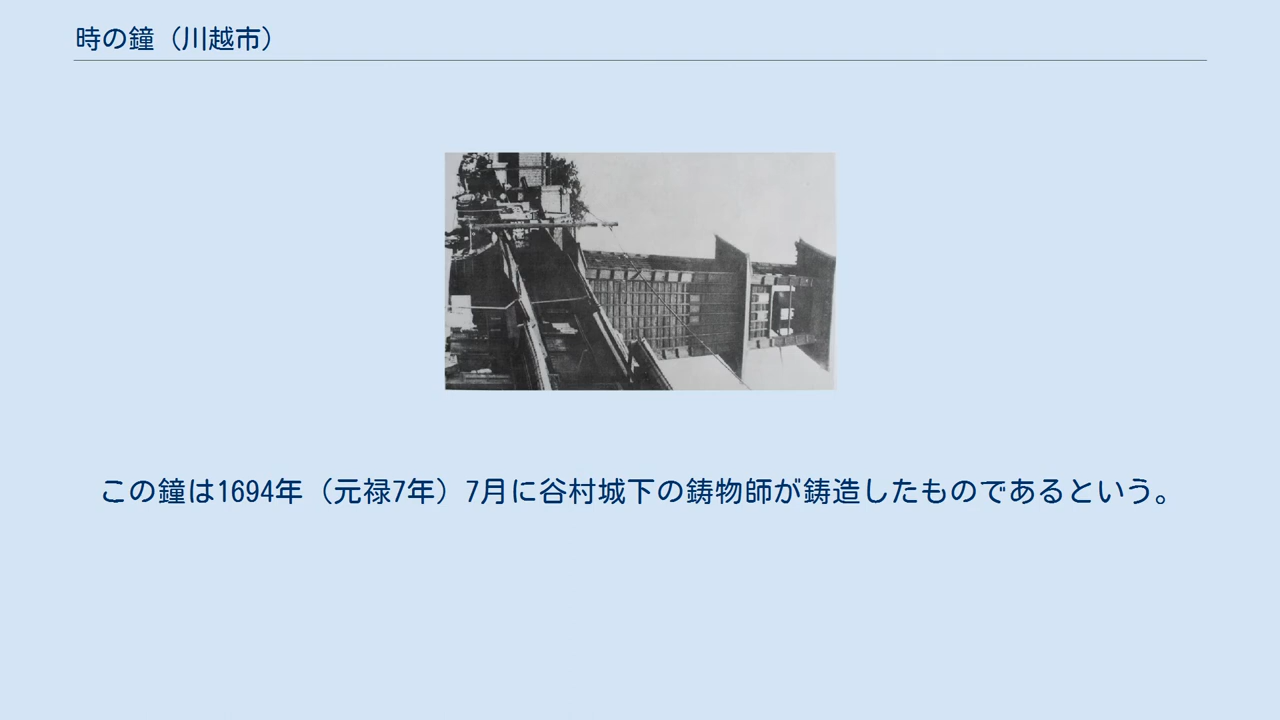 時の鐘（川越市）
この鐘は1694年（元禄7年）7月に谷村城下の鋳物師が鋳造したものであるという。